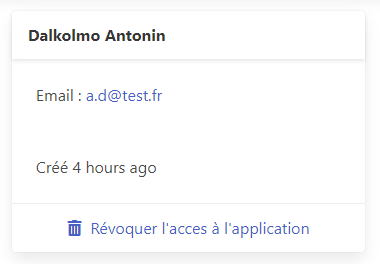 Dalkolmo Antonin
Email : a.d@test.fr
Créé 4 hours ago
Révoquer l'acces à l'application